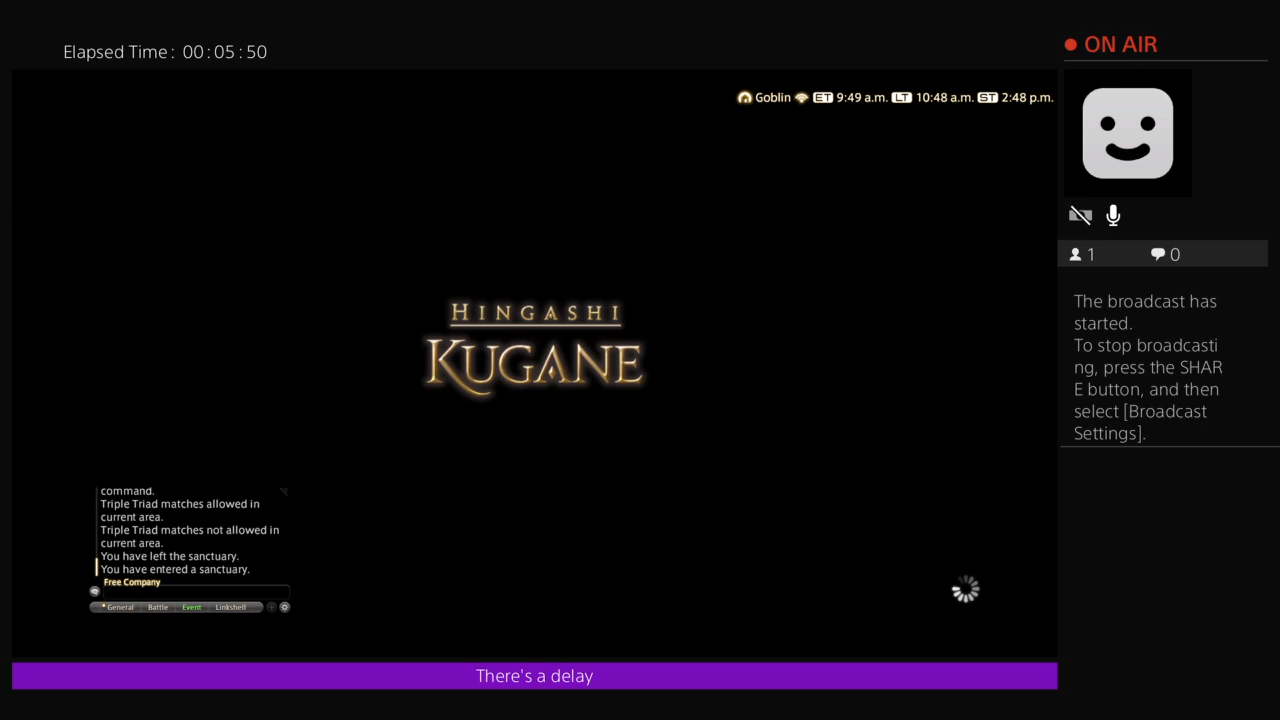 Elapsed Time: 00:05:50
ON AIR
Goblin ET 9:49 a.m. LT 10:48 a.m. ST 2:48 p.m.
1 0
The broadcast has
started.
To stop broadcasti
ng, press the SHAR
E button, and then
select [Broadcast
Settings].
HINGASHI
KUGANE
command.
Triple Triad matches allowed in
current area.
Triple Triad matches not allowed in
current area.
You have left the sanctuary.
You have entered a sanctuary.
Free Company
General Battle Event Linkshell
There's a delay